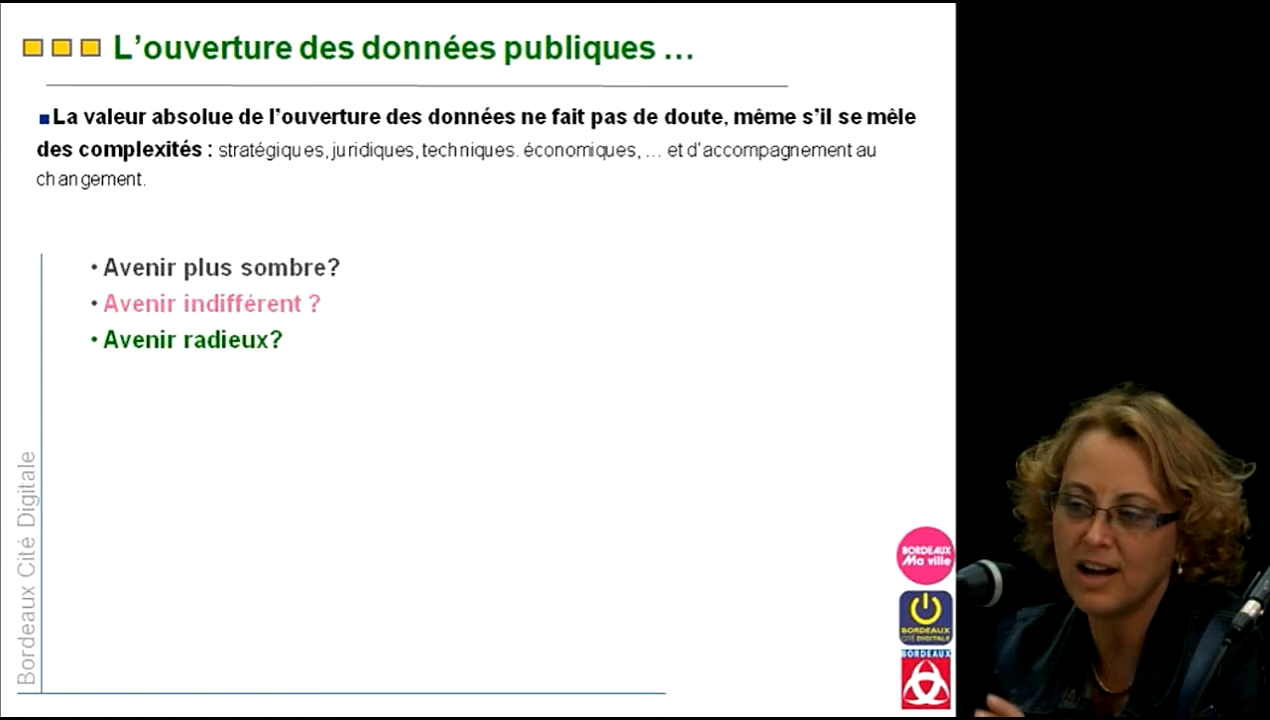 L'ouverture des données publiques ...
La valeur absolue de l'ouverture des données ne fait pas de doute, même s'il se mêle
des complexités : stratégiques, juridiques, techniques. économiques, ... et d'accompagnement au
changement.
• Avenir plus sombre?
• Avenir indifférent ?
• Avenir radieux?
Bordeaux Cité Digitale
BORDEAUX
Ma ville
BORDEAUX
CITÉ DIGITALE
BORDEAUX